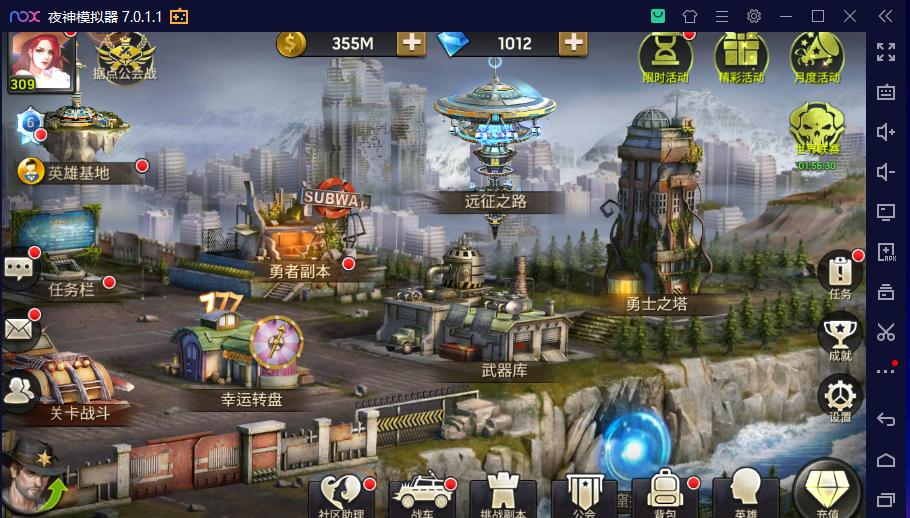 nox 夜神模拟器 7.0.1.1
309
据点公会战
355M
1012
限时活动
精彩活动
月度活动
6
英雄基地
世界联赛
01:56:30
远征之路
SUBWA
勇者副本
任务栏
勇士之塔
任务
777
武器库
成就
幸运转盘
关卡战斗
设置
社区助理
战车
挑战副本
公会
背包
英雄
充值
APK